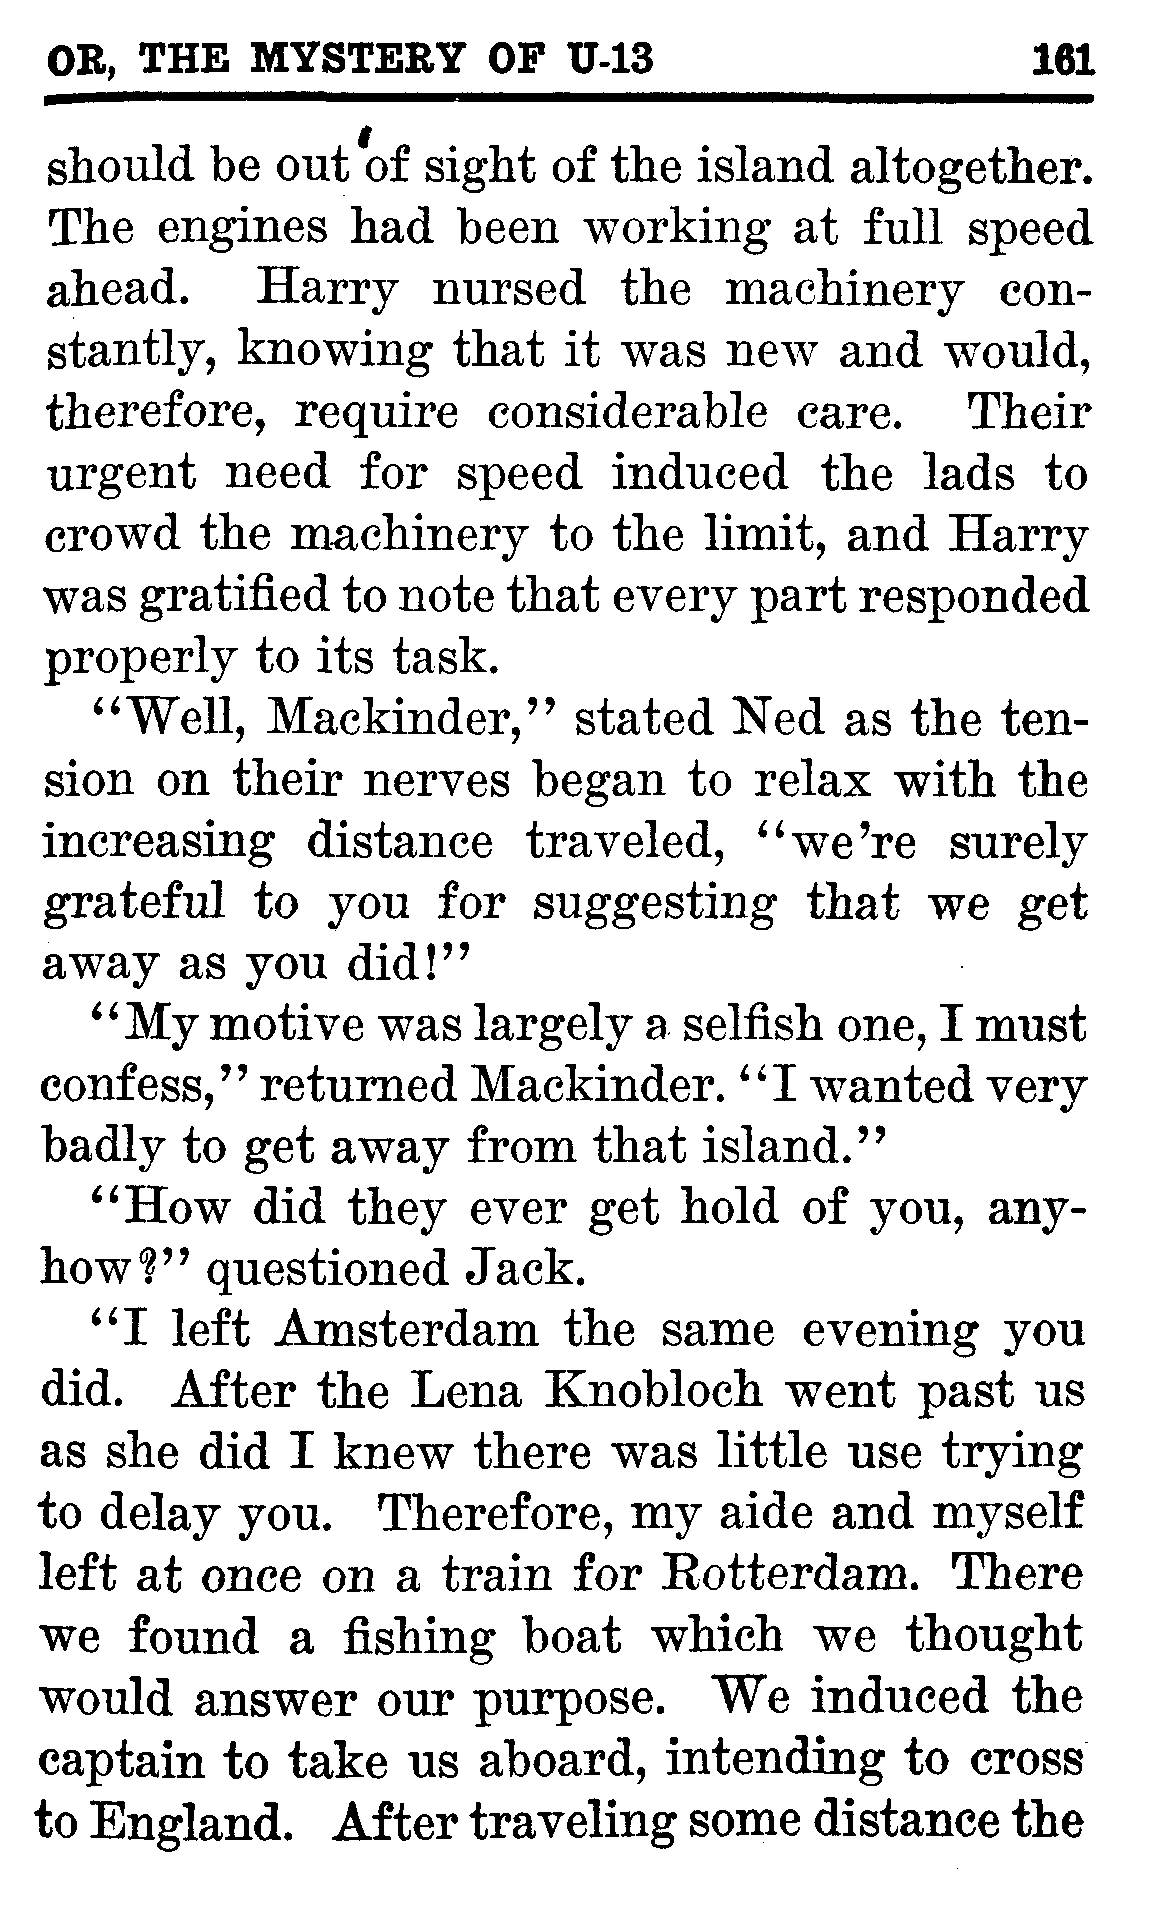 OR, THE MYSTERY OF U-13 161
should be out of sight of the island altogether.
The engines had been working at full speed
ahead. Harry nursed the machinery con-
stantly, knowing that it was new and would,
therefore, require considerable care. Their
urgent need for speed induced the lads to
crowd the machinery to the limit, and Harry
was gratified to note that every part responded
properly to its task.
“Well, Mackinder,” stated Ned as the ten-
sion on their nerves began to relax with the
increasing distance traveled, “we’re surely
grateful to you for suggesting that we get
away as you did!”
“My motive was largely a selfish one, I must
confess,” returned Mackinder. “I wanted very
badly to get away from that island.”
“How did they ever get hold of you, any-
how?” questioned Jack.
“I left Amsterdam the same evening you
did. After the Lena Knobloch went past us
as she did I knew there was little use trying
to delay you. Therefore, my aide and myself
left at once on a train for Rotterdam. There
we found a fishing boat which we thought
would answer our purpose. We induced the
captain to take us aboard, intending to cross
to England. After traveling some distance the